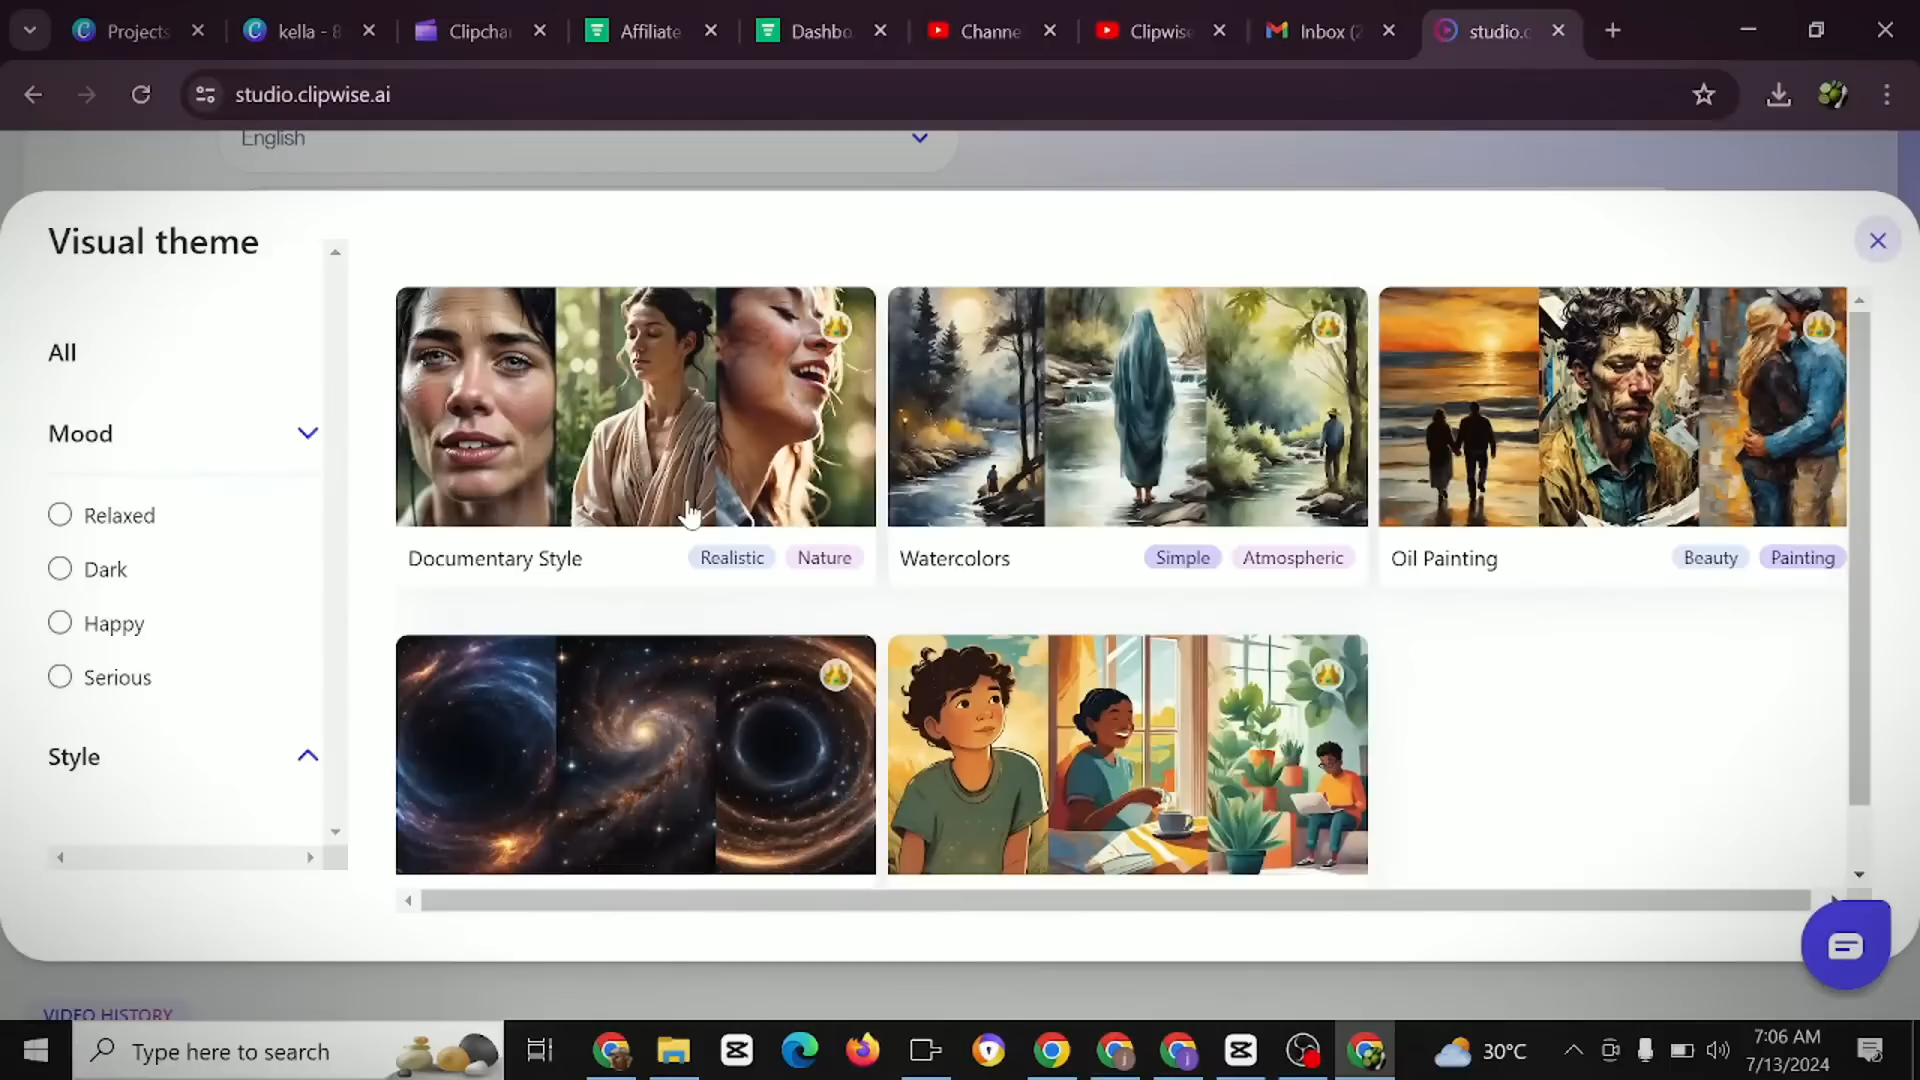 Projects
kella - 8
Clipcha
Affiliate
Dashbo
Channe
Clipwise
Inbox (2
studio.c
studio.clipwise.ai
English
Visual theme
All
Mood
Relaxed
Dark
Happy
Serious
Style
Documentary Style Realistic Nature
Watercolors Simple Atmospheric
Oil Painting Beauty Painting
VIDEO HISTORY
Type here to search
30°C
7:06 AM
7/13/2024